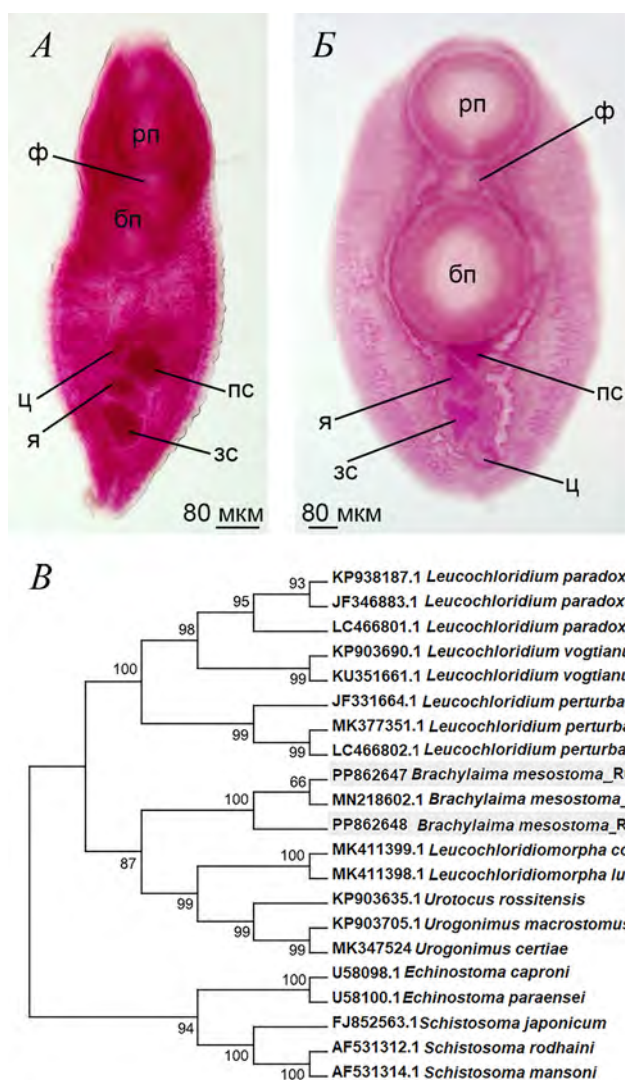 А
рп
ф
бп
ц
я
пс
зс
80 мкм
Б
рп
ф
бп
пс
я
зс
ц
80 мкм
В
93 KP938187.1 Leucochloridium paradox
95 JF346883.1 Leucochloridium paradox
98 LC466801.1 Leucochloridium paradox
KP903690.1 Leucochloridium vogtianu
100 99 KU351661.1 Leucochloridium vogtianu
JF331664.1 Leucochloridium perturba
99 MK377351.1 Leucochloridium perturba
99 LC466802.1 Leucochloridium perturba
66 PP862647 Brachylaima mesostoma_R
100 MN218602.1 Brachylaima mesostoma_
PP862648 Brachylaima mesostoma_R
87 100 MK411399.1 Leucochloridiomorpha co
MK411398.1 Leucochloridiomorpha lu
99 KP903635.1 Urotocus rossitensis
99 KP903705.1 Urogonimus macrostomus
99 MK347524 Urogonimus certiae
100 U58098.1 Echinostoma caproni
U58100.1 Echinostoma paraensei
94 FJ852563.1 Schistosoma japonicum
100 AF531312.1 Schistosoma rodhaini
100 AF531314.1 Schistosoma mansoni